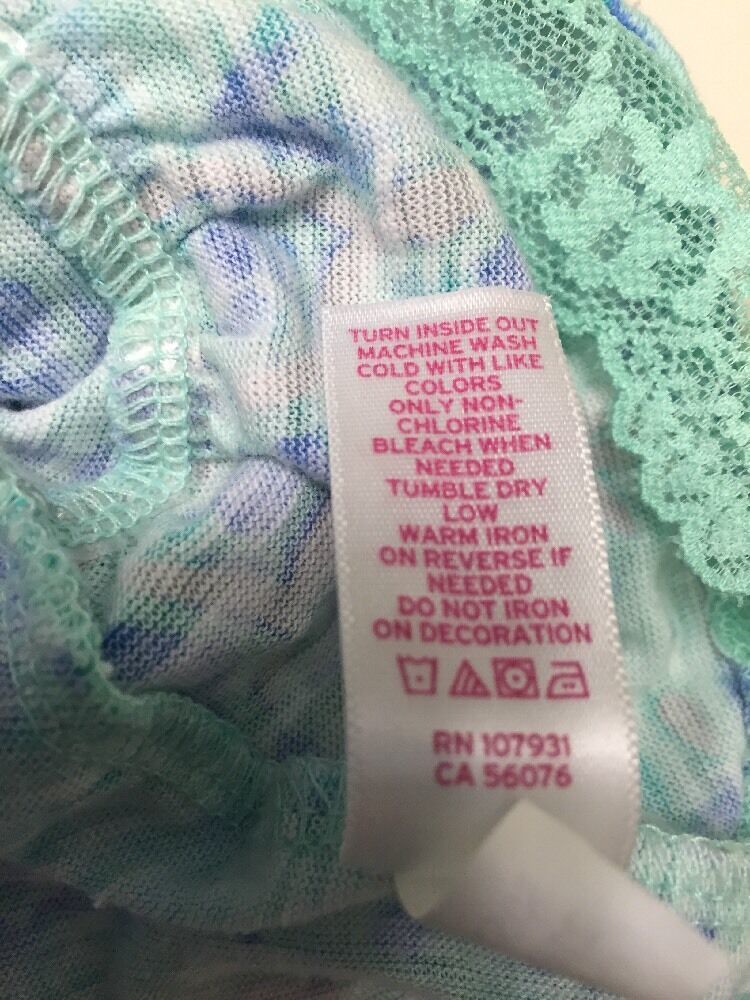 TURN INSIDE OUT
MACHINE WASH
COLD WITH LIKE
COLORS
ONLY NON-
CHLORINE
BLEACH WHEN
NEEDED
TUMBLE DRY
LOW
WARM IRON
ON REVERSE IF
NEEDED
DO NOT IRON
ON DECORATION
RN 107931
CA 56076